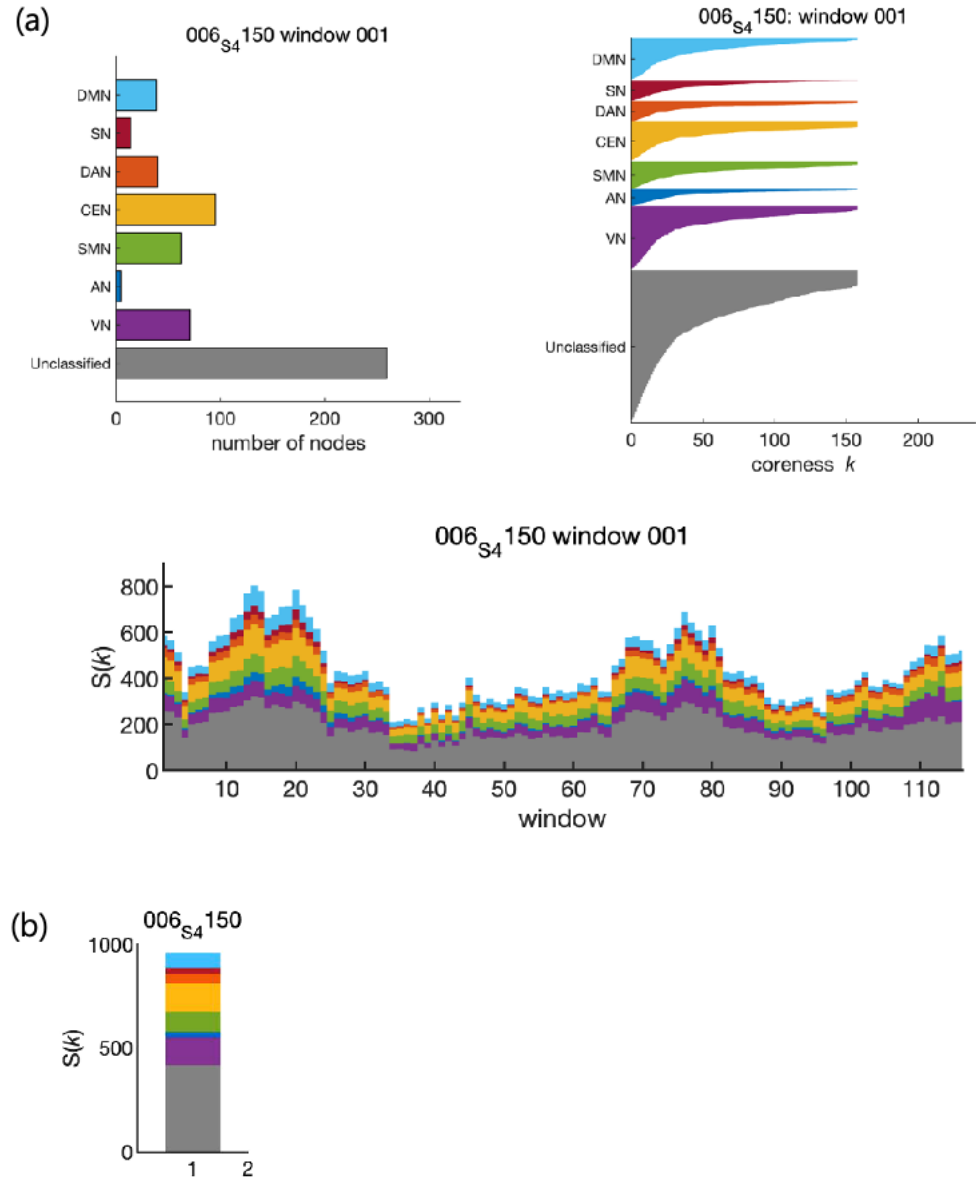 (a)
006S4150 window 001
DMN
SN
DAN
CEN
SMN
AN
VN
Unclassified
0 100 200 300
number of nodes
006S4150: window 001
DMN
SN
DAN
CEN
SMN
AN
VN
Unclassified
0 50 100 150 200
coreness k
006S4150 window 001
800
600
400
200
0
S(k)
10 20 30 40 50 60 70 80 90 100 110
window
(b)
006S4150
1000
500
0
S(k)
1 2